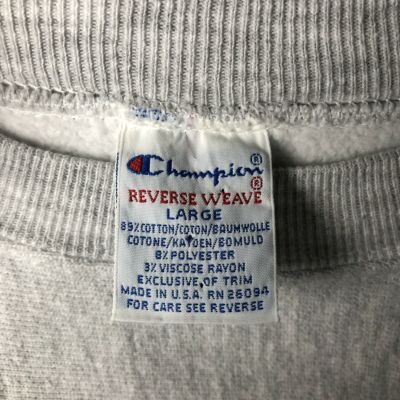 Champion®
REVERSE WEAVE®
LARGE
89% COTTON/COTON/BAUMWOLLE
COTONE/KATOEN/BOMULD
8% POLYESTER
3% VISCOSE RAYON
EXCLUSIVE OF TRIM
MADE IN U.S.A. RN 26094
FOR CARE SEE REVERSE